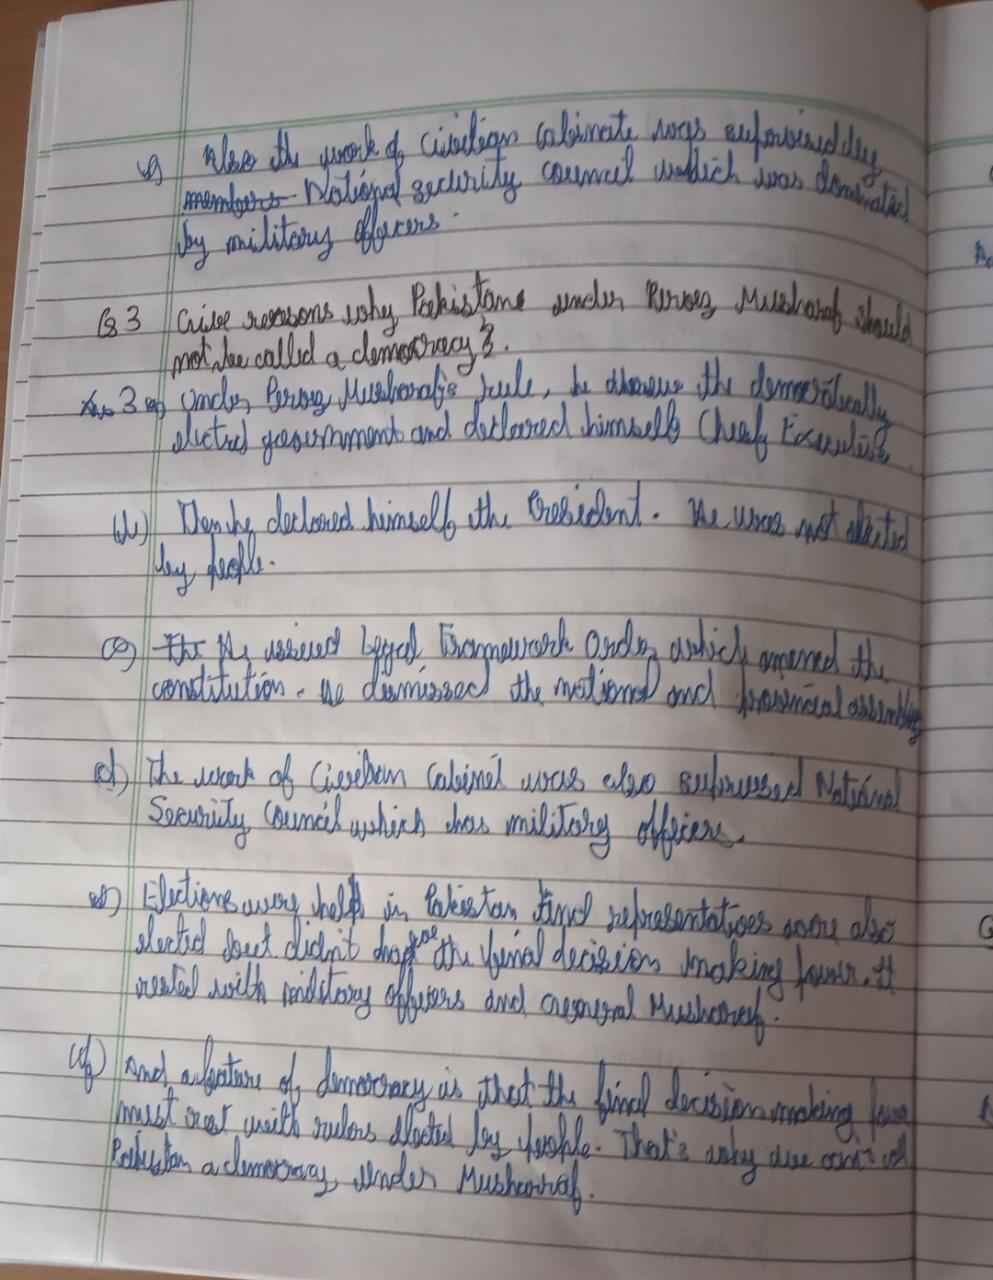 g) Also the work of Civilian Cabinate was supervised by
members National security council which was dominated
by military officers.
Q 3 Give reasons why Pakistan under Pervez Musharaf should
not be called a democracy?.
Ans 3 a) Under Pervez Musharaf's rule, he the democratically
elected government and declared himself Cheaf Executive
(b) Then he declared himself the President. He was not elected
by people.
(c) He issued Legal Framework Order which amened the
constitution. He dismissed the national and provincial assembly
d) The work of Civilian Cabinet was also supervised National
Security Council which has military officers.
e) Elections were held in Pakistan and representatives were also
elected but didn't have the final decision making power. It
rested with military officers and General Musharraf.
(f) And a feature of democracy is that the final decision making power
must rest with rulers elected by people. That's why we can't call
Pakistan a democracy, Under Musharraf.